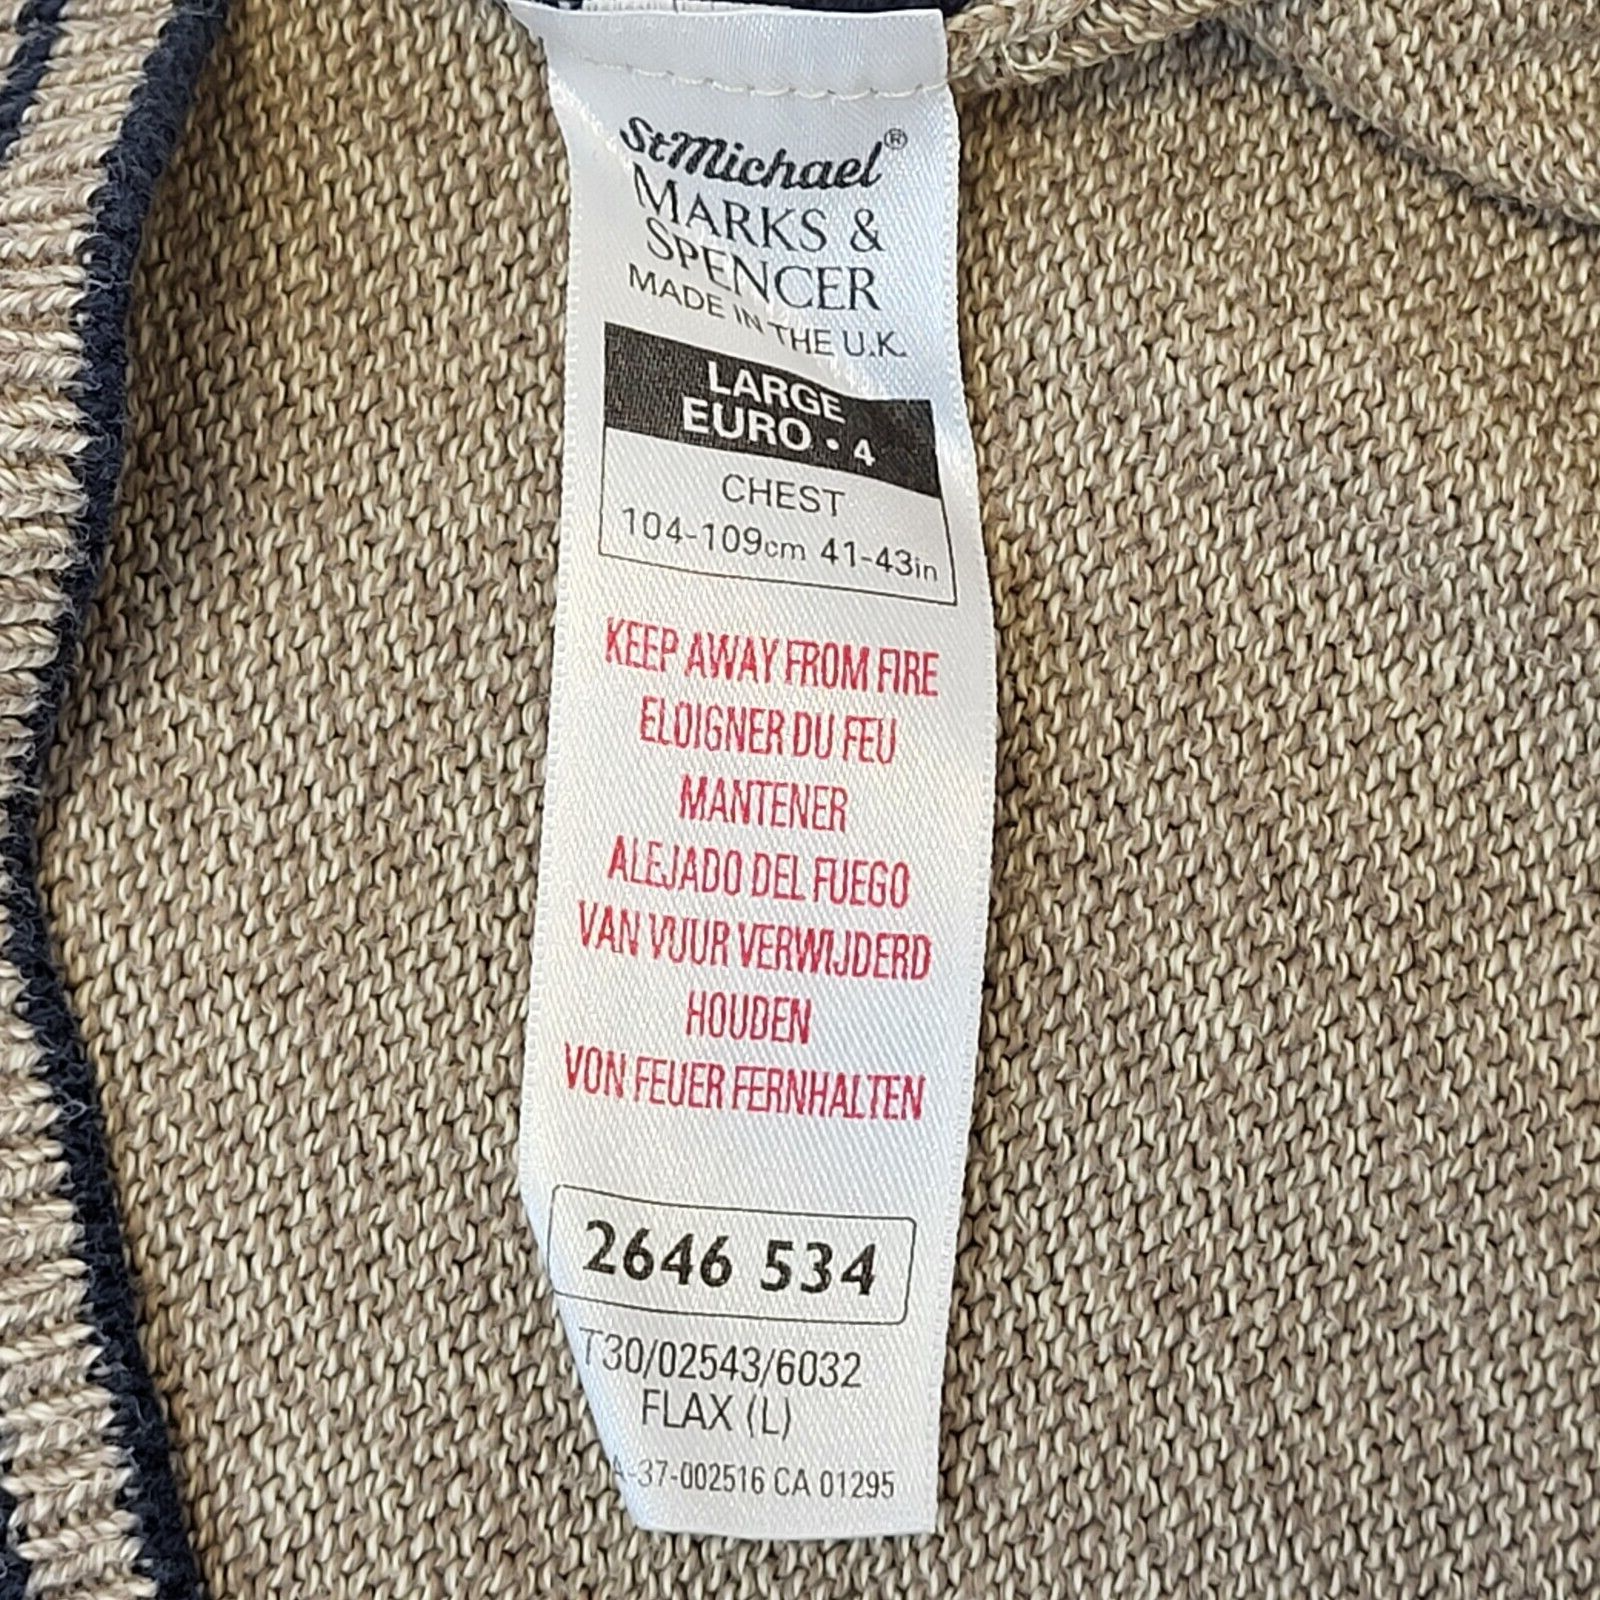 StMichael®
MARKS &
SPENCER
MADE IN THE U.K.
LARGE
EURO • 4
CHEST
104-109cm 41-43in
KEEP AWAY FROM FIRE
ELOIGNER DU FEU
MANTENER
ALEJADO DEL FUEGO
VAN VUUR VERWIJDERD
HOUDEN
VON FEUER FERNHALTEN
2646 534
T30/02543/6032
FLAX (L)
A-37-002516 CA 01295